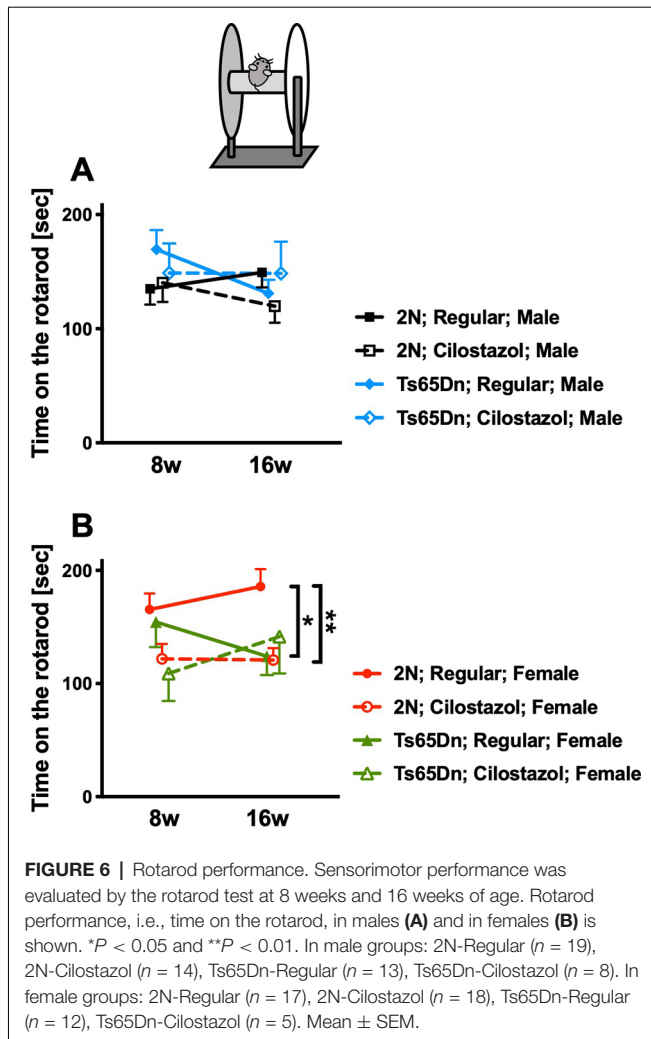 A
Time on the rotarod [sec]
200
100
0
8w 16w
2N; Regular; Male
2N; Cilostazol; Male
Ts65Dn; Regular; Male
Ts65Dn; Cilostazol; Male
B
Time on the rotarod [sec]
200
100
0
8w 16w
*
**
2N; Regular; Female
2N; Cilostazol; Female
Ts65Dn; Regular; Female
Ts65Dn; Cilostazol; Female
FIGURE 6 | Rotarod performance. Sensorimotor performance was
evaluated by the rotarod test at 8 weeks and 16 weeks of age. Rotarod
performance, i.e., time on the rotarod, in males (A) and in females (B) is
shown. *P < 0.05 and **P < 0.01. In male groups: 2N-Regular (n = 19),
2N-Cilostazol (n = 14), Ts65Dn-Regular (n = 13), Ts65Dn-Cilostazol (n = 8). In
female groups: 2N-Regular (n = 17), 2N-Cilostazol (n = 18), Ts65Dn-Regular
(n = 12), Ts65Dn-Cilostazol (n = 5). Mean ± SEM.